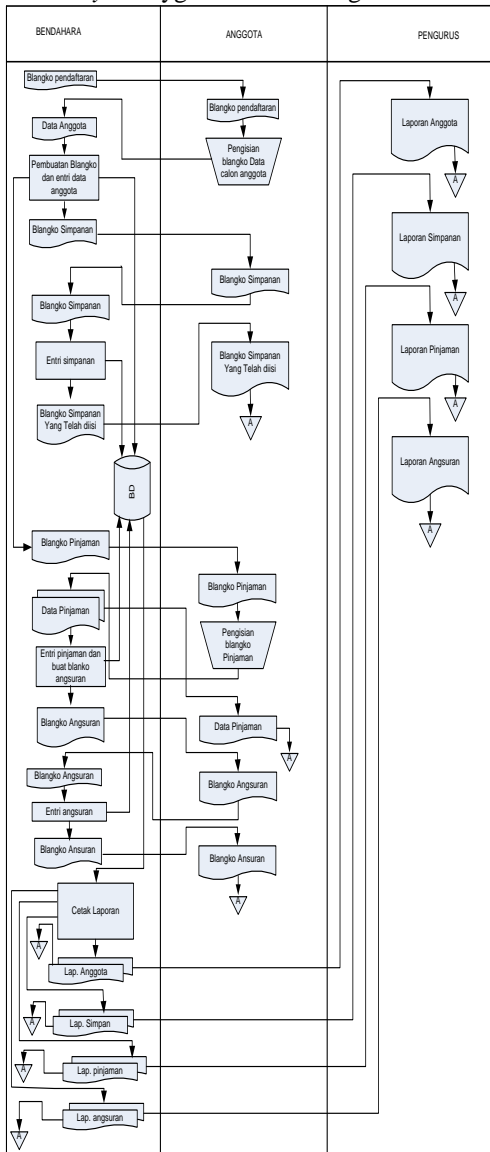 BENDAHARA
ANGGOTA
PENGURUS
Blangko pendaftaran
Data Anggota
Pembuatan Blangko
dan entri data
anggota
Blangko Simpanan
Blangko Simpanan
Entri simpanan
Blangko Simpanan
Yang Telah diisi
BD
Blangko Pinjaman
Data Pinjaman
Entri pinjaman dan
buat blanko
angsuran
Blangko Angsuran
Blangko Angsuran
Entri angsuran
Blangko Ansuran
Cetak Laporan
A
Lap. Anggota
A
Lap. Simpan
A
Lap. pinjaman
A
Lap. angsuran
Blangko pendaftaran
Pengisian
blangko Data
calon anggota
Blangko Simpanan
Blangko Simpanan
Yang Telah diisi
A
Blangko Pinjaman
Pengisian
blangko
Pinjaman
Data Pinjaman
A
Blangko Angsuran
Blangko Ansuran
A
Laporan Anggota
A
Laporan Simpanan
A
Laporan Pinjaman
A
Laporan Angsuran
A